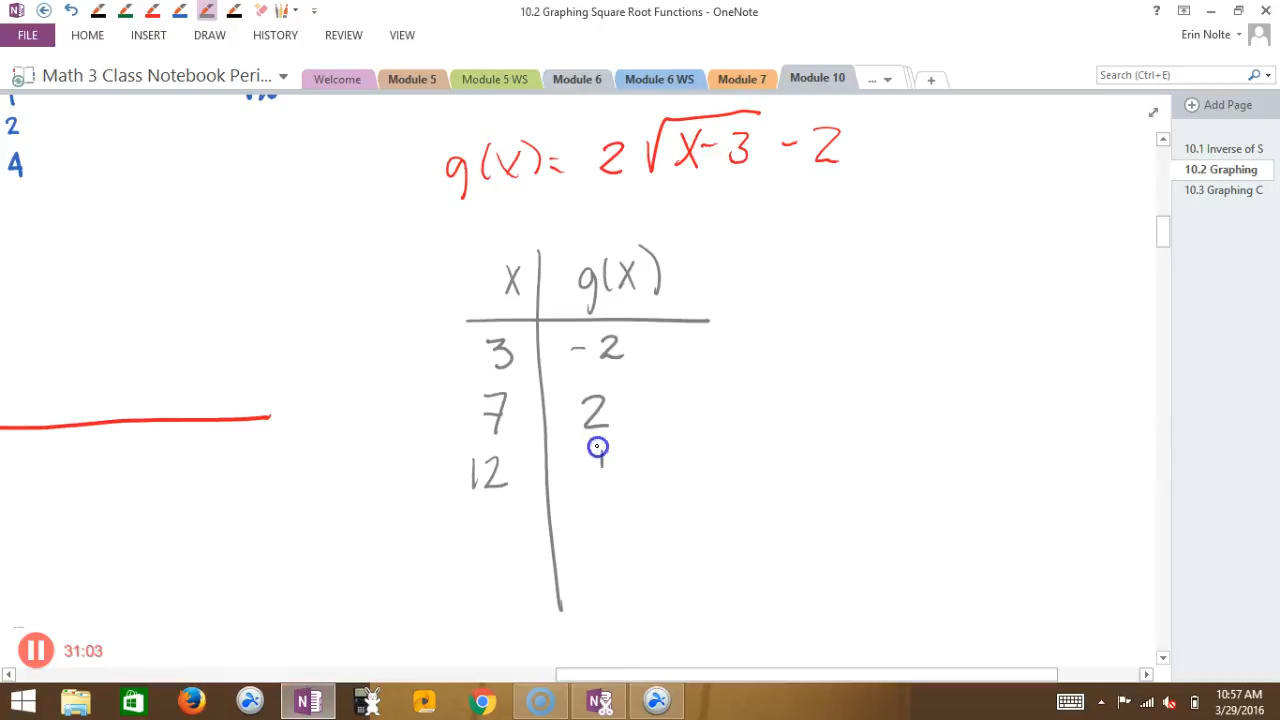 10.2 Graphing Square Root Functions - OneNote
FILE HOME INSERT DRAW HISTORY REVIEW VIEW
Erin Nolte
Math 3 Class Notebook Peri...
Welcome Module 5 Module 5 WS Module 6 Module 6 WS Module 7 Module 10 ...
Search (Ctrl+E)
Add Page
10.1 Inverse of S
10.2 Graphing
10.3 Graphing C
2
4
g(x) = 2√x-3 - 2
x g(x)
3 -2
7 2
12
31:03
10:57 AM
3/29/2016